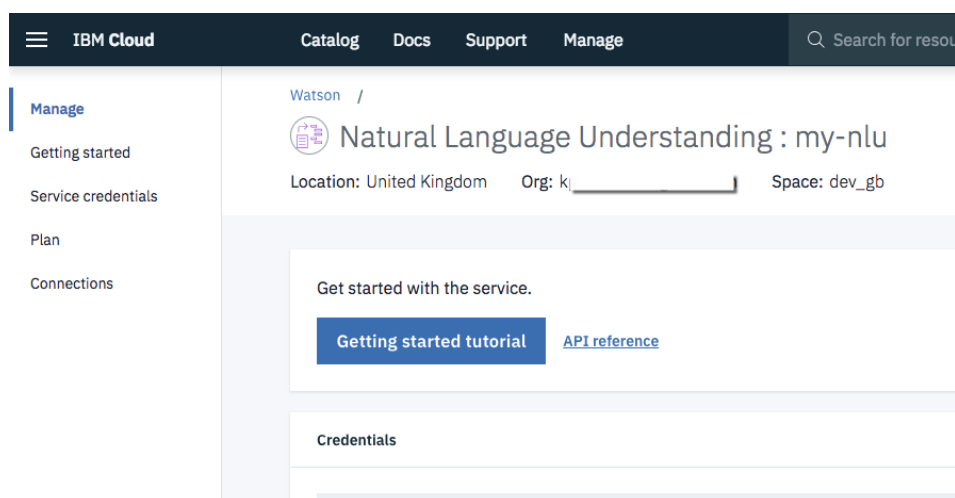 IBM Cloud Catalog Docs Support Manage Search for resou
Manage
Getting started
Service credentials
Plan
Connections
Watson /
Natural Language Understanding : my-nlu
Location: United Kingdom Org: k Space: dev_gb
Get started with the service.
Getting started tutorial API reference
Credentials